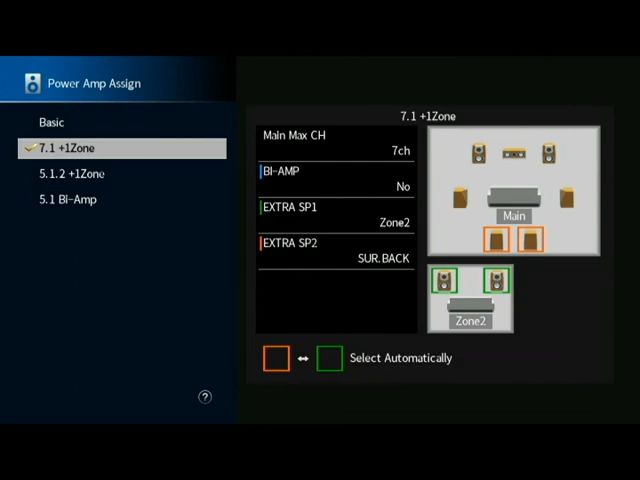 Power Amp Assign
Basic
7.1 +1Zone
5.1.2 +1Zone
5.1 BI-Amp
7.1 +1Zone
MaIn Max CH
7ch
BI-AMP
No
EXTRA SP1
Zone2
EXTRA SP2
SUR.BACK
Main
Zone2
Select Automatically
?